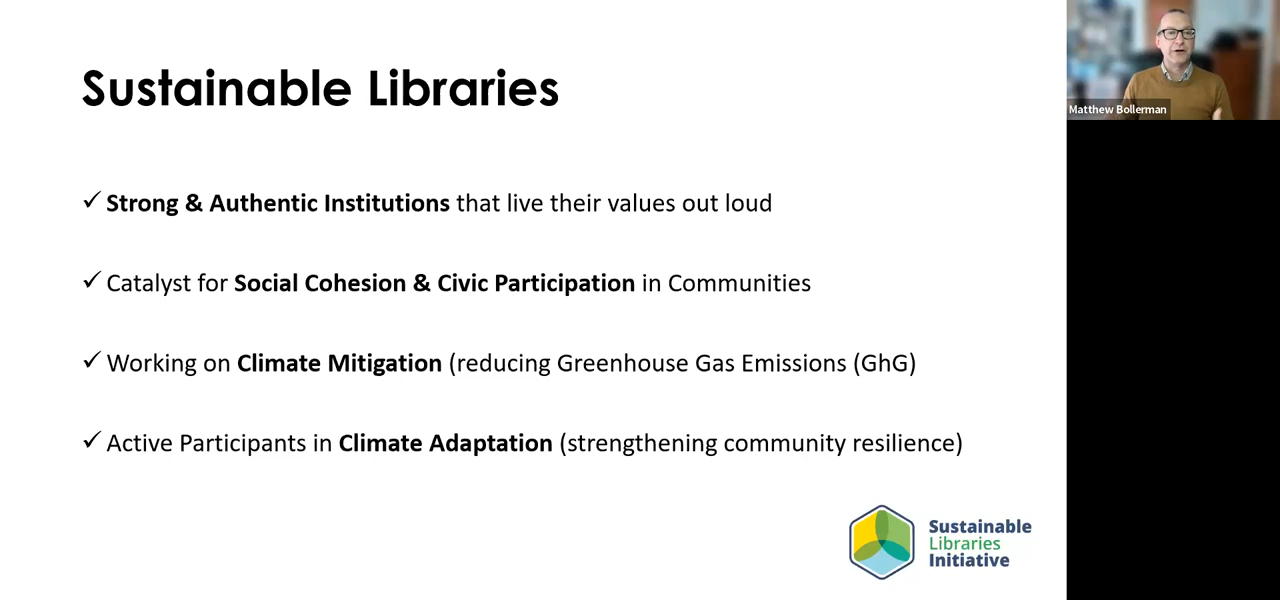 Sustainable Libraries
✓ Strong & Authentic Institutions that live their values out loud
✓ Catalyst for Social Cohesion & Civic Participation in Communities
✓ Working on Climate Mitigation (reducing Greenhouse Gas Emissions (GhG)
✓ Active Participants in Climate Adaptation (strengthening community resilience)
Sustainable
Libraries
Initiative
Matthew Bollerman